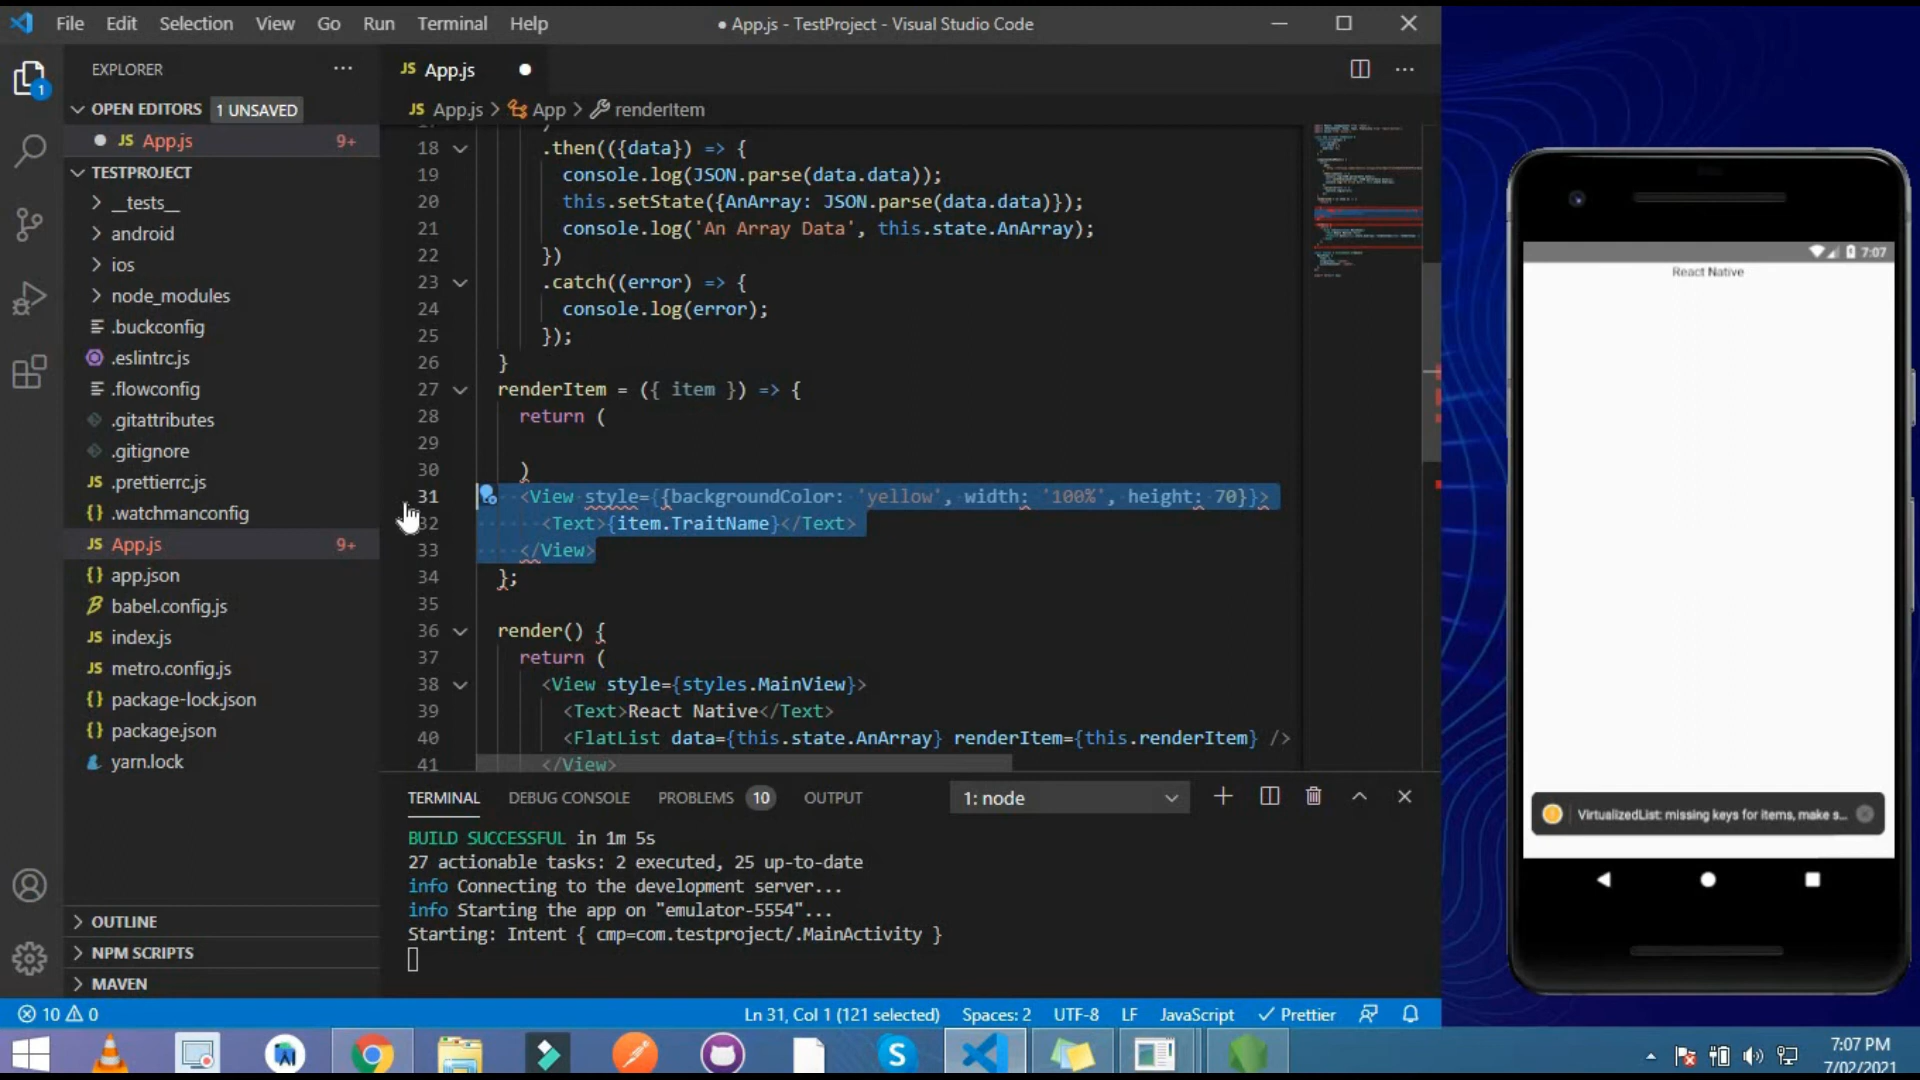 File Edit Selection View Go Run Terminal Help
● App.js - TestProject - Visual Studio Code
EXPLORER
OPEN EDITORS 1 UNSAVED
JS App.js 9+
TESTPROJECT
__tests__
android
ios
node_modules
.buckconfig
.eslintrc.js
.flowconfig
.gitattributes
.gitignore
JS .prettierrc.js
{} .watchmanconfig
JS App.js 9+
{} app.json
babel.config.js
JS index.js
JS metro.config.js
{} package-lock.json
{} package.json
yarn.lock
OUTLINE
NPM SCRIPTS
MAVEN
JS App.js
JS App.js > App > renderItem
18 .then(({data}) => {
19 console.log(JSON.parse(data.data));
20 this.setState({AnArray: JSON.parse(data.data)});
21 console.log('An Array Data', this.state.AnArray);
22 })
23 .catch((error) => {
24 console.log(error);
25 });
26 }
27 renderItem = ({ item }) => {
28 return (
29
30 )
31 <View style={{backgroundColor: 'yellow', width: '100%', height: 70}}>
32 <Text>{item.TraitName}</Text>
33 </View>
34 };
35
36 render() {
37 return (
38 <View style={styles.MainView}>
39 <Text>React Native</Text>
40 <FlatList data={this.state.AnArray} renderItem={this.renderItem} />
41 </View>
TERMINAL DEBUG CONSOLE PROBLEMS 10 OUTPUT 1: node
BUILD SUCCESSFUL in 1m 5s
27 actionable tasks: 2 executed, 25 up-to-date
info Connecting to the development server...
info Starting the app on "emulator-5554"...
Starting: Intent { cmp=com.testproject/.MainActivity }
10 0
Ln 31, Col 1 (121 selected) Spaces: 2 UTF-8 LF JavaScript Prettier
7:07
React Native
VirtualizedList: missing keys for items, make s...
7:07 PM
7/02/2021